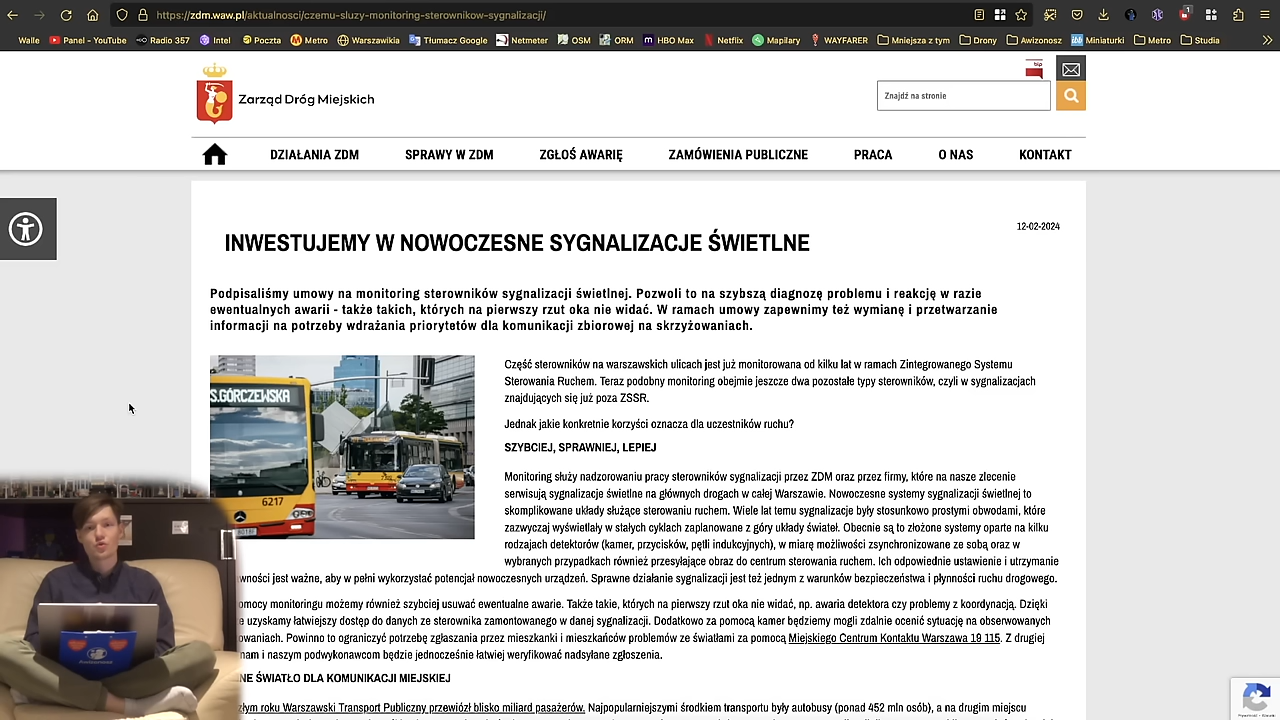 https://zdm.waw.pl/aktualnosci/czemu-sluzy-monitoring-sterownikow-sygnalizacji/
Walle Panel - YouTube Radio 357 Intel Poczta Metro Warszawikia Tłumacz Google Netmeter OSM ORM HBO Max Netflix Mapilary WAYFARER Mniejsza z tym Drony Awizonosz Miniaturki Metro Studia
bip
Zarząd Dróg Miejskich
Znajdź na stronie
DZIAŁANIA ZDM SPRAWY W ZDM ZGŁOŚ AWARIĘ ZAMÓWIENIA PUBLICZNE PRACA O NAS KONTAKT
12-02-2024
INWESTUJEMY W NOWOCZESNE SYGNALIZACJE ŚWIETLNE
Podpisaliśmy umowy na monitoring sterowników sygnalizacji świetlnej. Pozwoli to na szybszą diagnozę problemu i reakcję w razie
ewentualnych awarii - także takich, których na pierwszy rzut oka nie widać. W ramach umowy zapewnimy też wymianę i przetwarzanie
informacji na potrzeby wdrażania priorytetów dla komunikacji zbiorowej na skrzyżowaniach.
S.GÓRCZEWSKA
6217
Część sterowników na warszawskich ulicach jest już monitorowana od kilku lat w ramach Zintegrowanego Systemu
Sterowania Ruchem. Teraz podobny monitoring obejmie jeszcze dwa pozostałe typy sterowników, czyli w sygnalizacjach
znajdujących się już poza ZSSR.
Jednak jakie konkretnie korzyści oznacza dla uczestników ruchu?
SZYBCIEJ, SPRAWNIEJ, LEPIEJ
Monitoring służy nadzorowaniu pracy sterowników sygnalizacji przez ZDM oraz przez firmy, które na nasze zlecenie
serwisują sygnalizacje świetlne na głównych drogach w całej Warszawie. Nowoczesne systemy sygnalizacji świetlnej to
skomplikowane układy służące sterowaniu ruchem. Wiele lat temu sygnalizacje były stosunkowo prostymi obwodami, które
zazwyczaj wyświetlały w stałych cyklach zaplanowane z góry układy świateł. Obecnie są to złożone systemy oparte na kilku
rodzajach detektorów (kamer, przycisków, pętli indukcyjnych), w miarę możliwości zsynchronizowane ze sobą oraz w
wybranych przypadkach również przesyłające obraz do centrum sterowania ruchem. Ich odpowiednie ustawienie i utrzymanie
wności jest ważne, aby w pełni wykorzystać potencjał nowoczesnych urządzeń. Sprawne działanie sygnalizacji jest też jednym z warunków bezpieczeństwa i płynności ruchu drogowego.
omocy monitoringu możemy również szybciej usuwać ewentualne awarie. Także takie, których na pierwszy rzut oka nie widać, np. awaria detektora czy problemy z koordynacją. Dzięki
e uzyskamy łatwiejszy dostęp do danych ze sterownika zamontowanego w danej sygnalizacji. Dodatkowo za pomocą kamer będziemy mogli zdalnie ocenić sytuację na obserwowanych
owaniach. Powinno to ograniczyć potrzebę zgłaszania przez mieszkanki i mieszkańców problemów ze światłami za pomocą Miejskiego Centrum Kontaktu Warszawa 19 115. Z drugiej
nam i naszym podwykonawcom będzie jednocześnie łatwiej weryfikować nadsyłane zgłoszenia.
NE ŚWIATŁO DLA KOMUNIKACJI MIEJSKIEJ
złym roku Warszawski Transport Publiczny przewiózł blisko miliard pasażerów. Najpopularniejszymi środkiem transportu były autobusy (ponad 452 mln osób), a na drugim miejscu